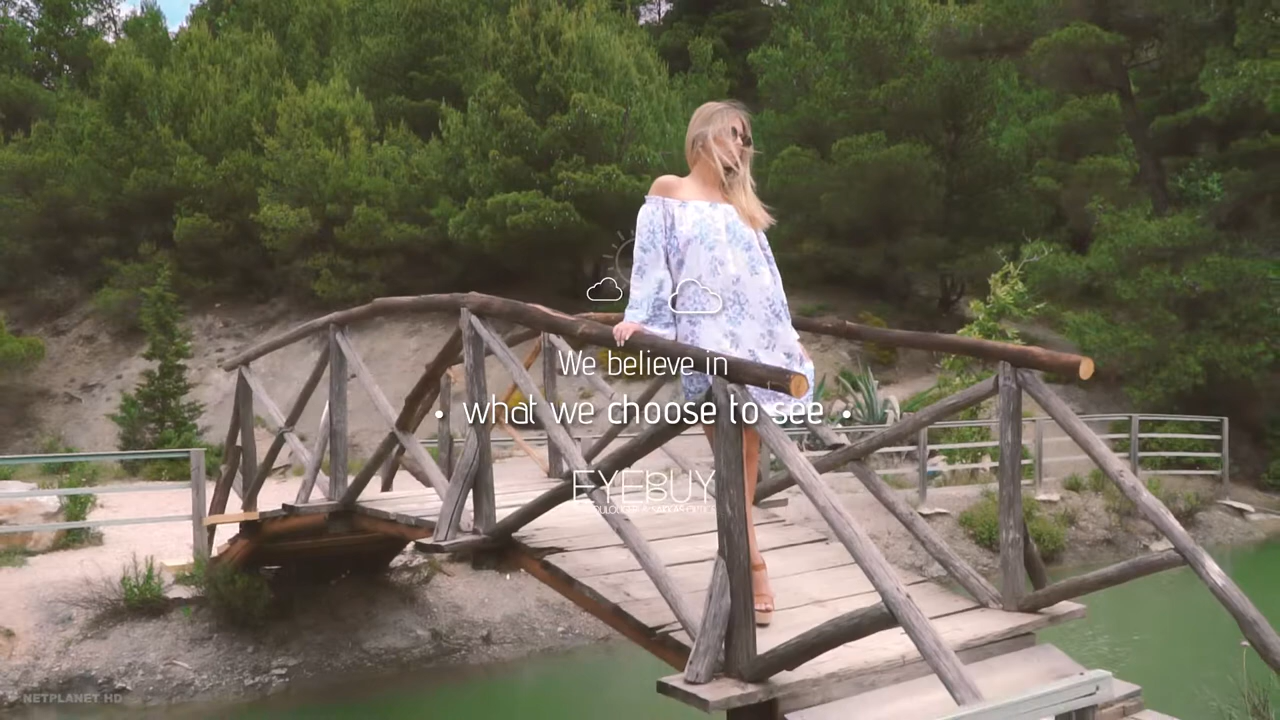 We believe in
• what we choose to see •
EYEBUY
NETPLANET HD